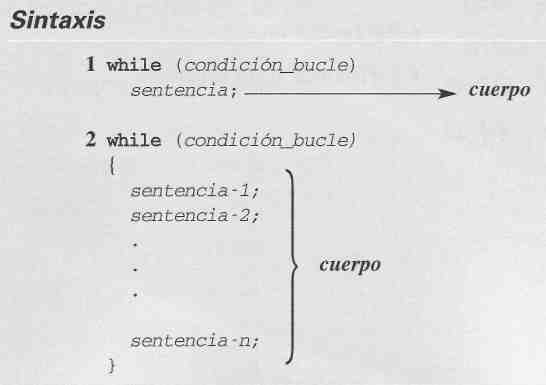 Sintaxis
1 while (condición_bucle)
sentencia; cuerpo
2 while (condición_bucle)
{
sentencia-1;
sentencia-2;
.
.
.
cuerpo
sentencia-n;
}